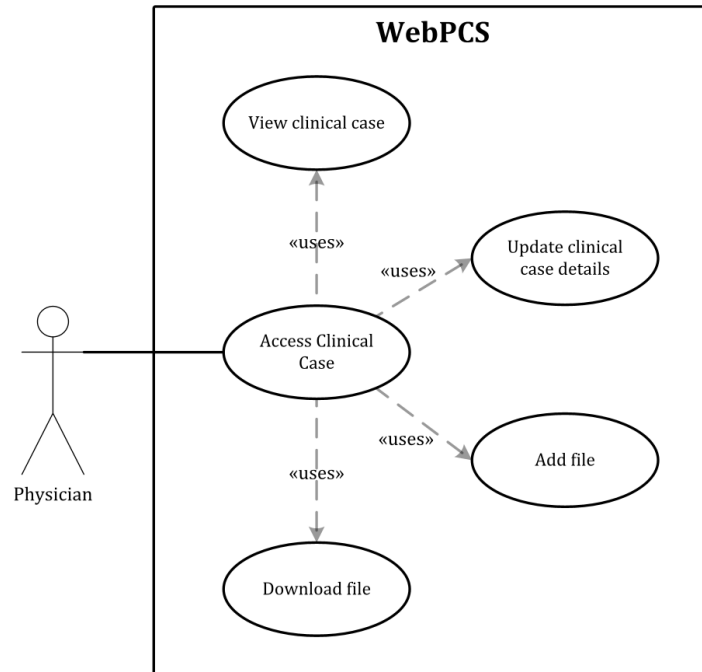 WebPCS
View clinical case
«uses»
«uses»
Update clinical
case details
Access Clinical
Case
Physician
«uses»
«uses»
Add file
Download file